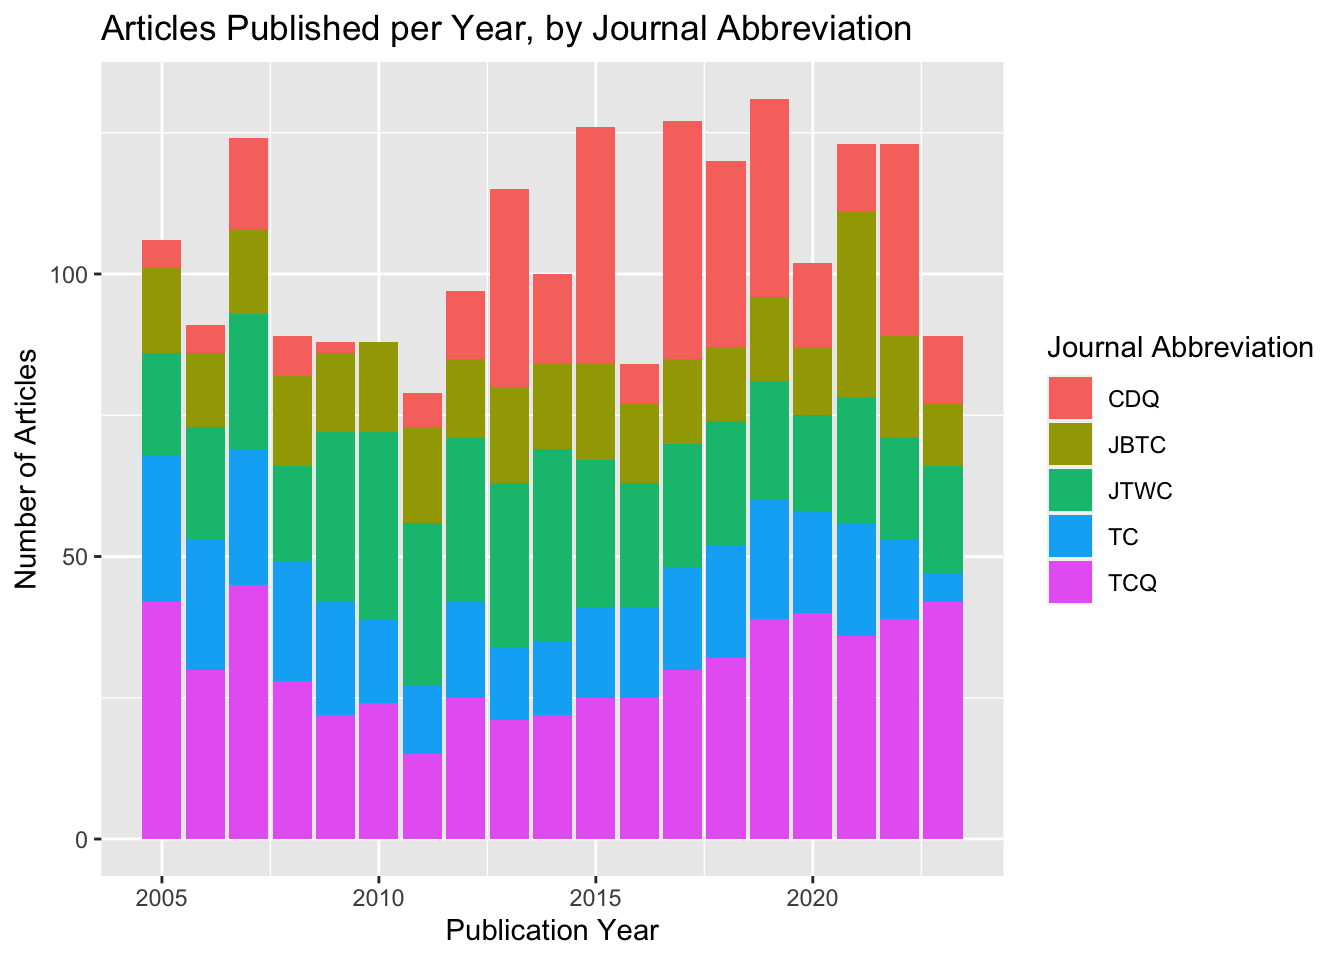 Articles Published per Year, by Journal Abbreviation
Number of Articles
100
50
0
2005 2010 2015 2020
Publication Year
Journal Abbreviation
CDQ
JBTC
JTWC
TC
TCQ